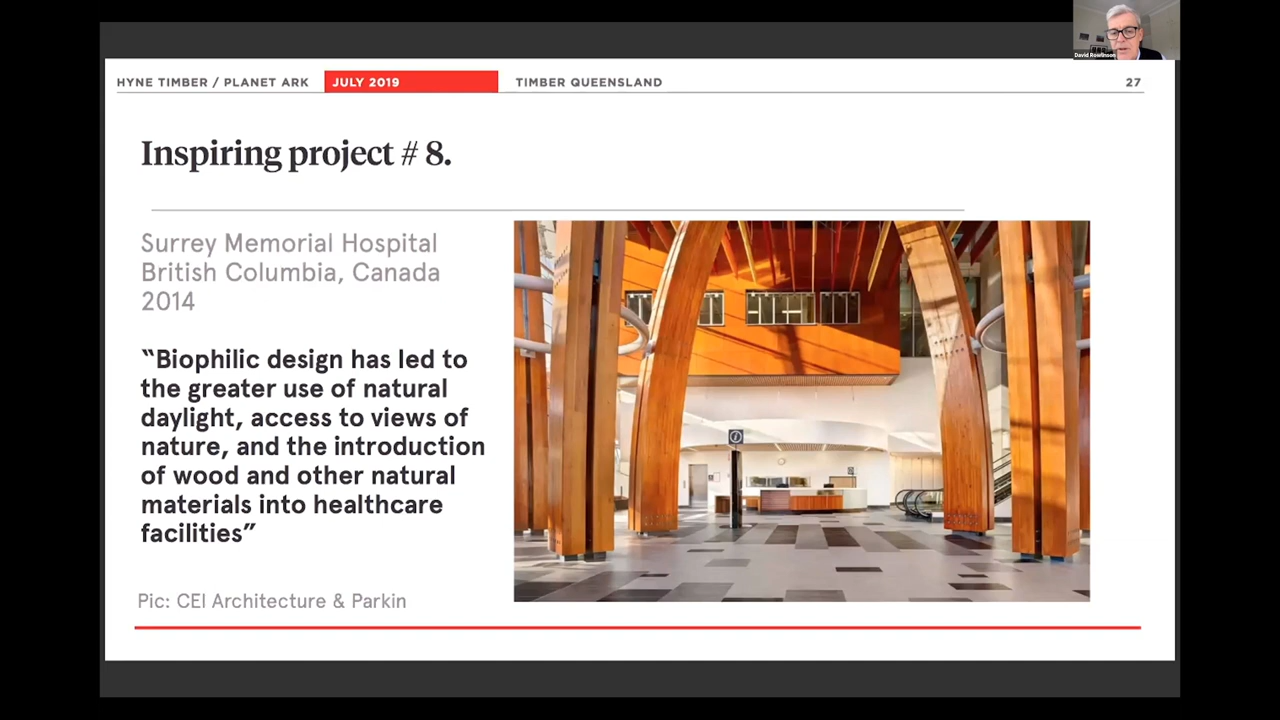 David Rowlinson
HYNE TIMBER / PLANET ARK JULY 2019 TIMBER QUEENSLAND 27
Inspiring project # 8.
Surrey Memorial Hospital
British Columbia, Canada
2014
“Biophilic design has led to
the greater use of natural
daylight, access to views of
nature, and the introduction
of wood and other natural
materials into healthcare
facilities”
Pic: CEI Architecture & Parkin